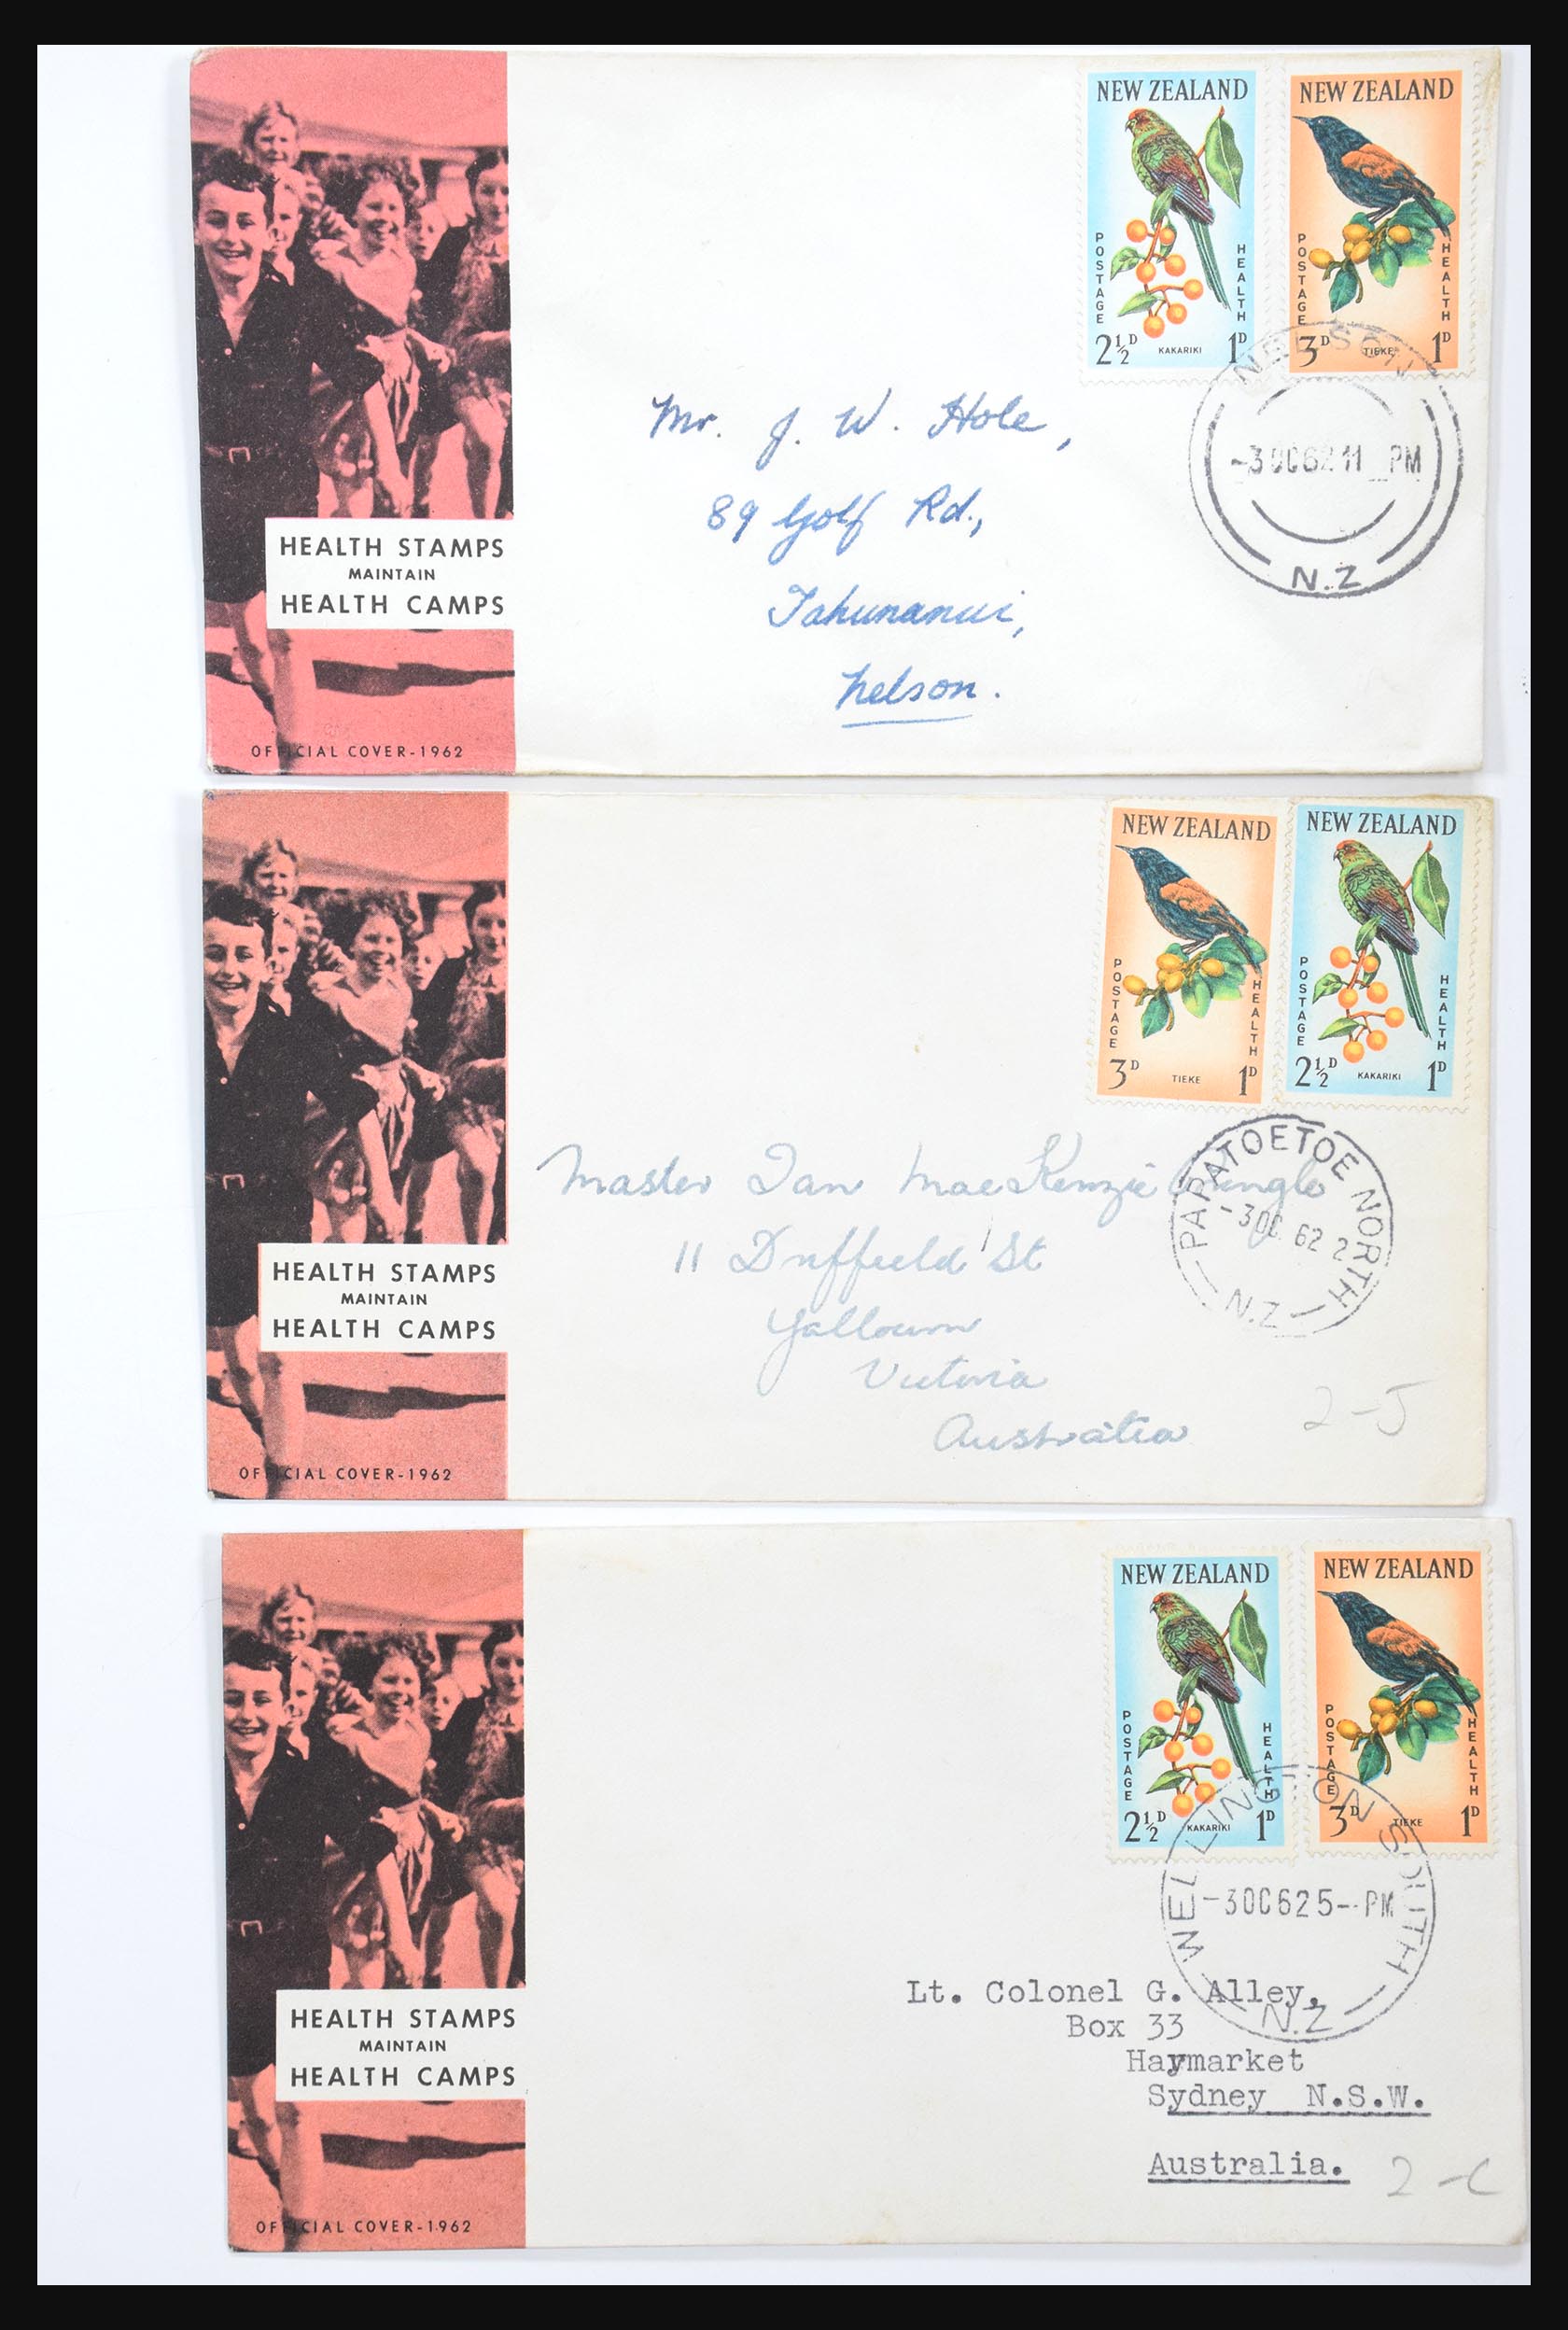 NEW ZEALAND
POSTAGE
HEALTH
2½D KAKARIKI 1D
NEW ZEALAND
POSTAGE
HEALTH
3D TIEKE 1D
NELSON
-3 OC 62 11 PM
N.Z
Mr. J. W. Hole,
89 Golf Rd.,
Tahunanui,
Nelson.
HEALTH STAMPS
MAINTAIN
HEALTH CAMPS
OFFICIAL COVER-1962
NEW ZEALAND
POSTAGE
HEALTH
3D TIEKE 1D
NEW ZEALAND
POSTAGE
HEALTH
2½D KAKARIKI 1D
PAPATOETOE NORTH
-3 OC 62 2
N.Z
Master Ian MacKenzie
11 Duffield St
Yallourn
Victoria
Australia
2-5
HEALTH STAMPS
MAINTAIN
HEALTH CAMPS
OFFICIAL COVER-1962
NEW ZEALAND
POSTAGE
HEALTH
2½D KAKARIKI 1D
NEW ZEALAND
POSTAGE
HEALTH
3D TIEKE 1D
WELLINGTON SOUTH
-3 OC 62 5 -- PM
N.Z
Lt. Colonel G. Alley,
Box 33
Haymarket
Sydney N.S.W.
Australia.
HEALTH STAMPS
MAINTAIN
HEALTH CAMPS
OFFICIAL COVER-1962